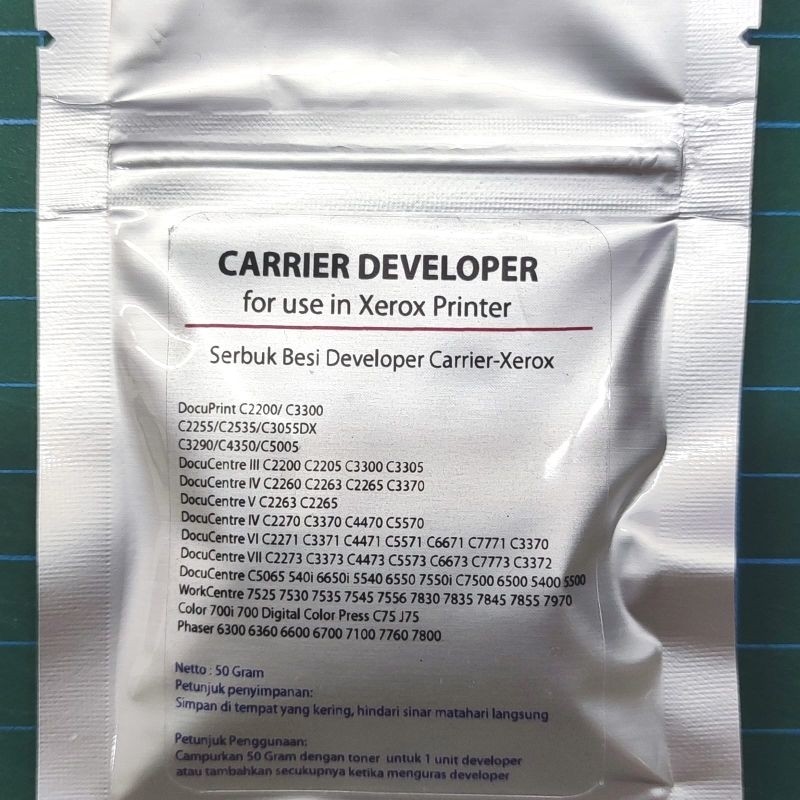 CARRIER DEVELOPER
for use in Xerox Printer
Serbuk Besi Developer Carrier-Xerox
DocuPrint C2200/ C3300
C2255/C2535/C3055DX
C3290/C4350/C5005
DocuCentre III C2200 C2205 C3300 C3305
DocuCentre IV C2260 C2263 C2265 C3370
DocuCentre V C2263 C2265
DocuCentre IV C2270 C3370 C4470 C5570
DocuCentre VI C2271 C3371 C4471 C5571 C6671 C7771 C3370
DocuCentre VII C2273 C3373 C4473 C5573 C6673 C7773 C3372
DocuCentre C5065 540i 6650i 5540 6550 7550i C7500 6500 5400 5500
WorkCentre 7525 7530 7535 7545 7556 7830 7835 7845 7855 7970
Color 700i 700 Digital Color Press C75 J75
Phaser 6300 6360 6600 6700 7100 7760 7800
Netto : 50 Gram
Petunjuk penyimpanan:
Simpan di tempat yang kering, hindari sinar matahari langsung
Petunjuk Penggunaan:
Campurkan 50 Gram dengan toner untuk 1 unit developer
atau tambahkan secukupnya ketika menguras developer